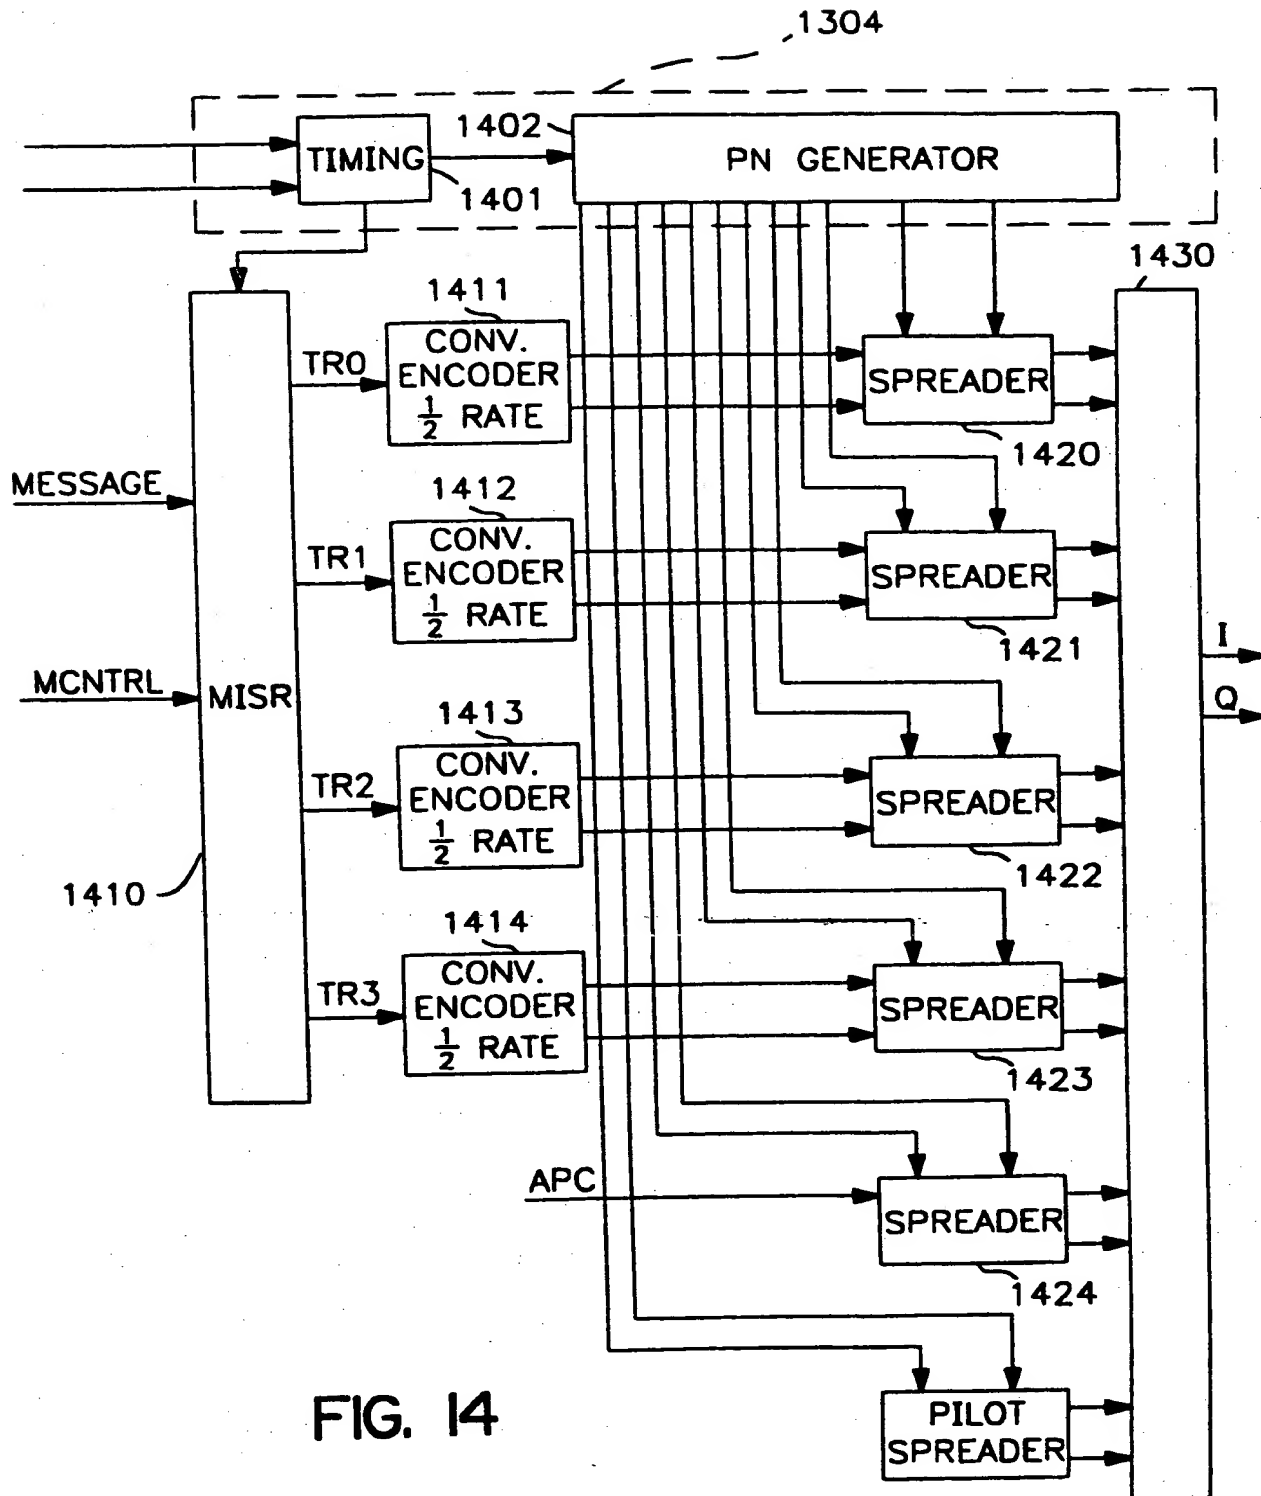 1304
1402
TIMING
PN GENERATOR
1401
1430
1411
TR0
CONV.
ENCODER
1/2 RATE
SPREADER
1420
MESSAGE
1412
TR1
CONV.
ENCODER
1/2 RATE
SPREADER
1421
I
MCNTRL
MISR
Q
1413
TR2
CONV.
ENCODER
1/2 RATE
SPREADER
1422
1410
1414
TR3
CONV.
ENCODER
1/2 RATE
SPREADER
1423
APC
SPREADER
1424
PILOT
SPREADER
FIG. 14